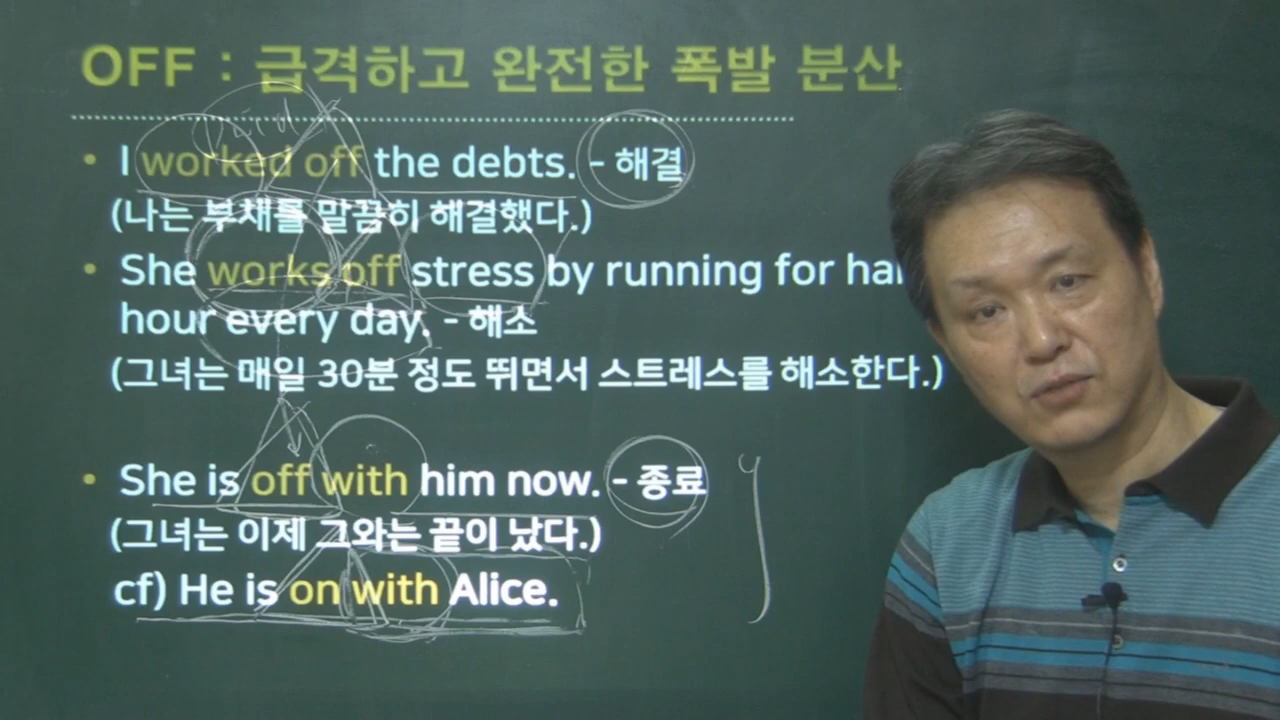 OFF : 급격하고 완전한 폭발 분산
• I worked off the debts. - 해결
(나는 부채를 말끔히 해결했다.)
• She works off stress by running for
hour every day. - 해소
(그녀는 매일 30분 정도 뛰면서 스트레스를 해소한다.)
• She is off with him now. - 종료
(그녀는 이제 그와는 끝이 났다.)
cf) He is on with Alice.